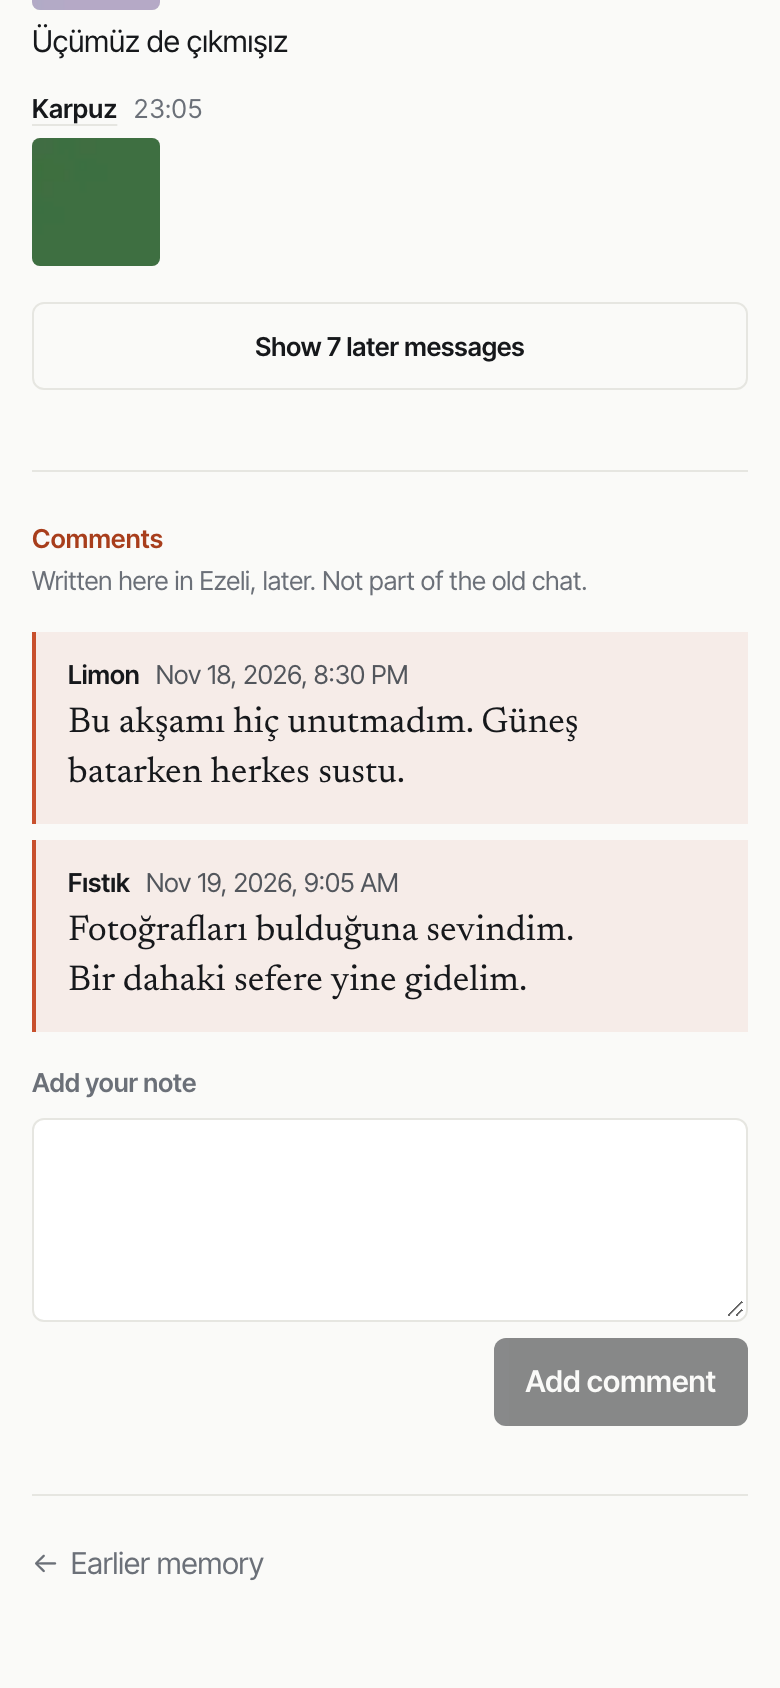 Üçümüz de çıkmışız
Karpuz 23:05
Show 7 later messages
Comments
Written here in Ezeli, later. Not part of the old chat.
Limon Nov 18, 2026, 8:30 PM
Bu akşamı hiç unutmadım. Güneş
batarken herkes sustu.
Fıstık Nov 19, 2026, 9:05 AM
Fotoğrafları bulduğuna sevindim.
Bir dahaki sefere yine gidelim.
Add your note
Add comment
← Earlier memory